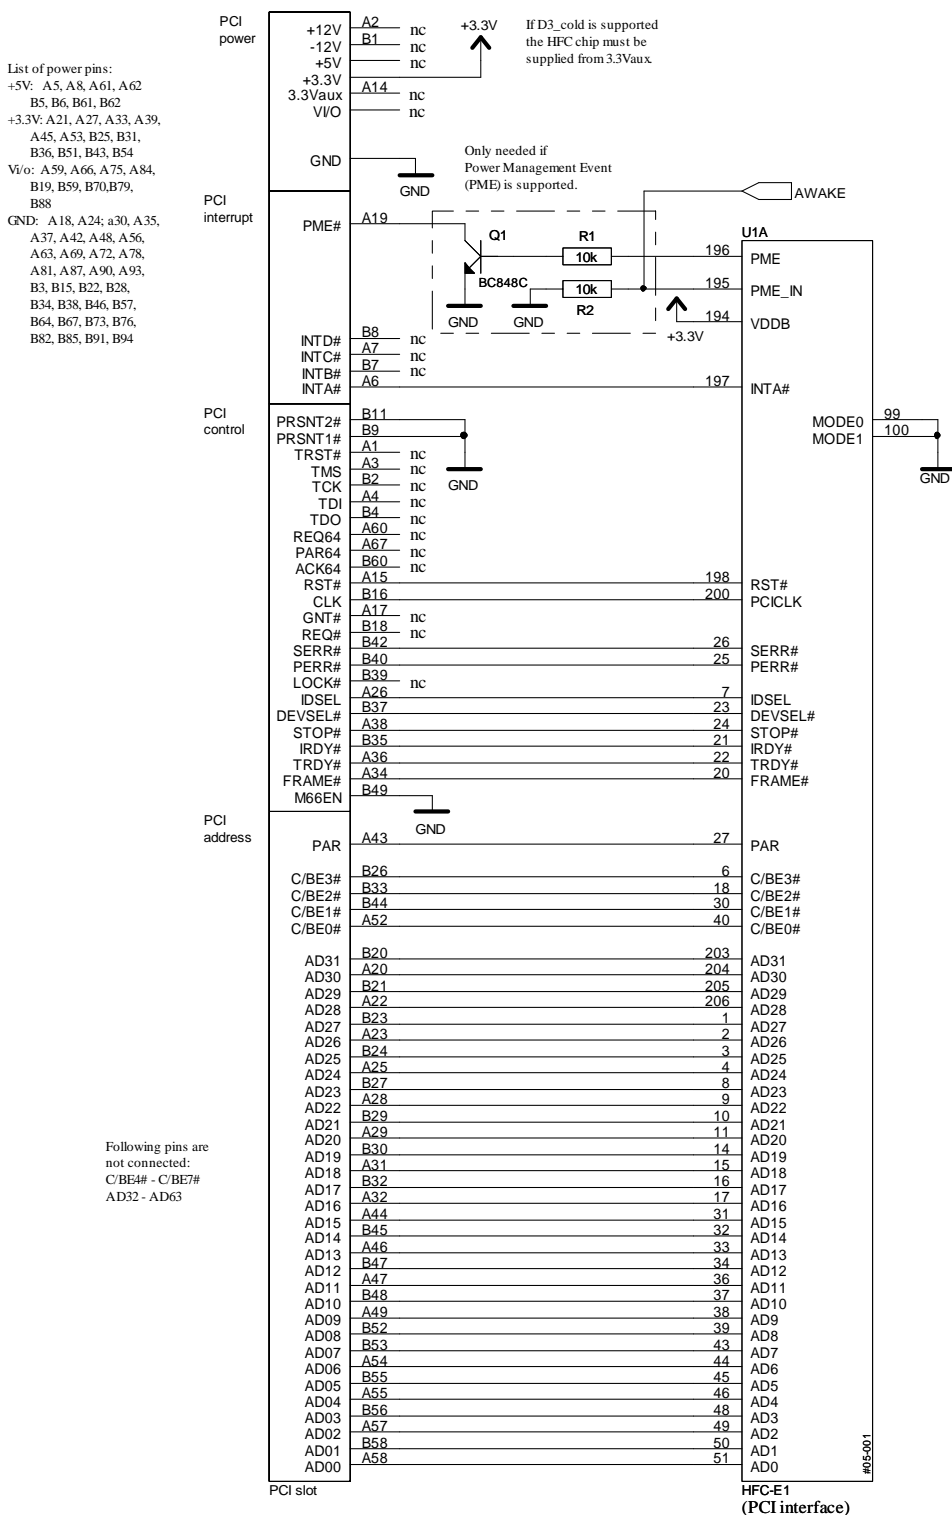 PCI
power
+12V A2 nc
-12V B1 nc
+5V nc
+3.3V
3.3Vaux A14 nc
VI/O nc
GND
GND
+3.3V
If D3_cold is supported
the HFC chip must be
supplied from 3.3Vaux
List of power pins:
+5V: A5, A8, A61, A62
B5, B6, B61, B62
+3.3V: A21, A27, A33, A39,
A45, A53, B25, B31,
B36, B51, B43, B54
Vi/o: A59, A66, A75, A84,
B19, B59, B70,B79,
B88
GND: A18, A24; a30, A35,
A37, A42, A48, A56,
A63, A69, A72, A78,
A81, A87, A90, A93,
B3, B15, B22, B28,
B34, B38, B46, B57,
B64, B67, B73, B76,
B82, B85, B91, B94
Only needed if
Power Management Event
(PME) is supported.
AWAKE
PCI
interrupt
PME# A19
Q1
BC848C
R1
10k
10k
R2
GND
GND
+3.3V
U1A
196 PME
195 PME_IN
194 VDDB
INTD# B8 nc
INTC# A7 nc
INTB# B7 nc
INTA# A6 197 INTA#
PCI
control
PRSNT2# B11
PRSNT1# B9
GND
MODE0 99
MODE1 100
GND
TRST# A1 nc
TMS A3 nc
TCK B2 nc
TDI A4 nc
TDO B4 nc
REQ64 A60 nc
PAR64 A67 nc
ACK64 B60 nc
RST# A15 198 RST#
CLK B16 200 PCICLK
GNT# A17 nc
REQ# B18 nc
SERR# B42 26 SERR#
PERR# B40 25 PERR#
LOCK# B39 nc
IDSEL A26 7 IDSEL
DEVSEL# B37 23 DEVSEL#
STOP# A38 24 STOP#
IRDY# B35 21 IRDY#
TRDY# A36 22 TRDY#
FRAME# A34 20 FRAME#
M66EN B49
GND
PCI
address
PAR A43 27 PAR
C/BE3# B26 6 C/BE3#
C/BE2# B33 18 C/BE2#
C/BE1# B44 30 C/BE1#
C/BE0# A52 40 C/BE0#
AD31 B20 203 AD31
AD30 A20 204 AD30
AD29 B21 205 AD29
AD28 A22 206 AD28
AD27 B23 1 AD27
AD26 A23 2 AD26
AD25 B24 3 AD25
AD24 A25 4 AD24
AD23 B27 8 AD23
AD22 A28 9 AD22
AD21 B29 10 AD21
AD20 A29 11 AD20
AD19 B30 14 AD19
AD18 A31 15 AD18
AD17 B32 16 AD17
AD16 A32 17 AD16
AD15 A44 31 AD15
AD14 B45 32 AD14
AD13 A46 33 AD13
AD12 B47 34 AD12
AD11 A47 36 AD11
AD10 B48 37 AD10
AD09 A49 38 AD9
AD08 B52 39 AD8
AD07 B53 43 AD7
AD06 A54 44 AD6
AD05 B55 45 AD5
AD04 A55 46 AD4
AD03 B56 48 AD3
AD02 A57 49 AD2
AD01 B58 50 AD1
AD00 A58 51 AD0
Following pins are
not connected:
C/BE4# - C/BE7#
AD32 - AD63
#05-001
PCI slot
HFC-E1
(PCI interface)